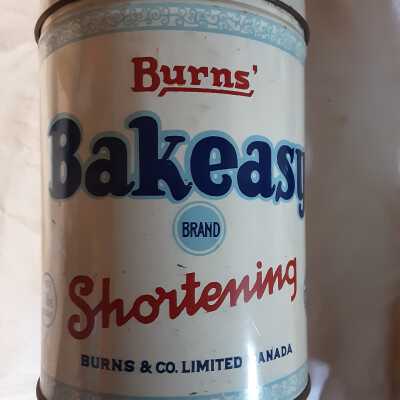 Burns'
Bakeasy
BRAND
Shortening
BURNS & CO. LIMITED CANADA